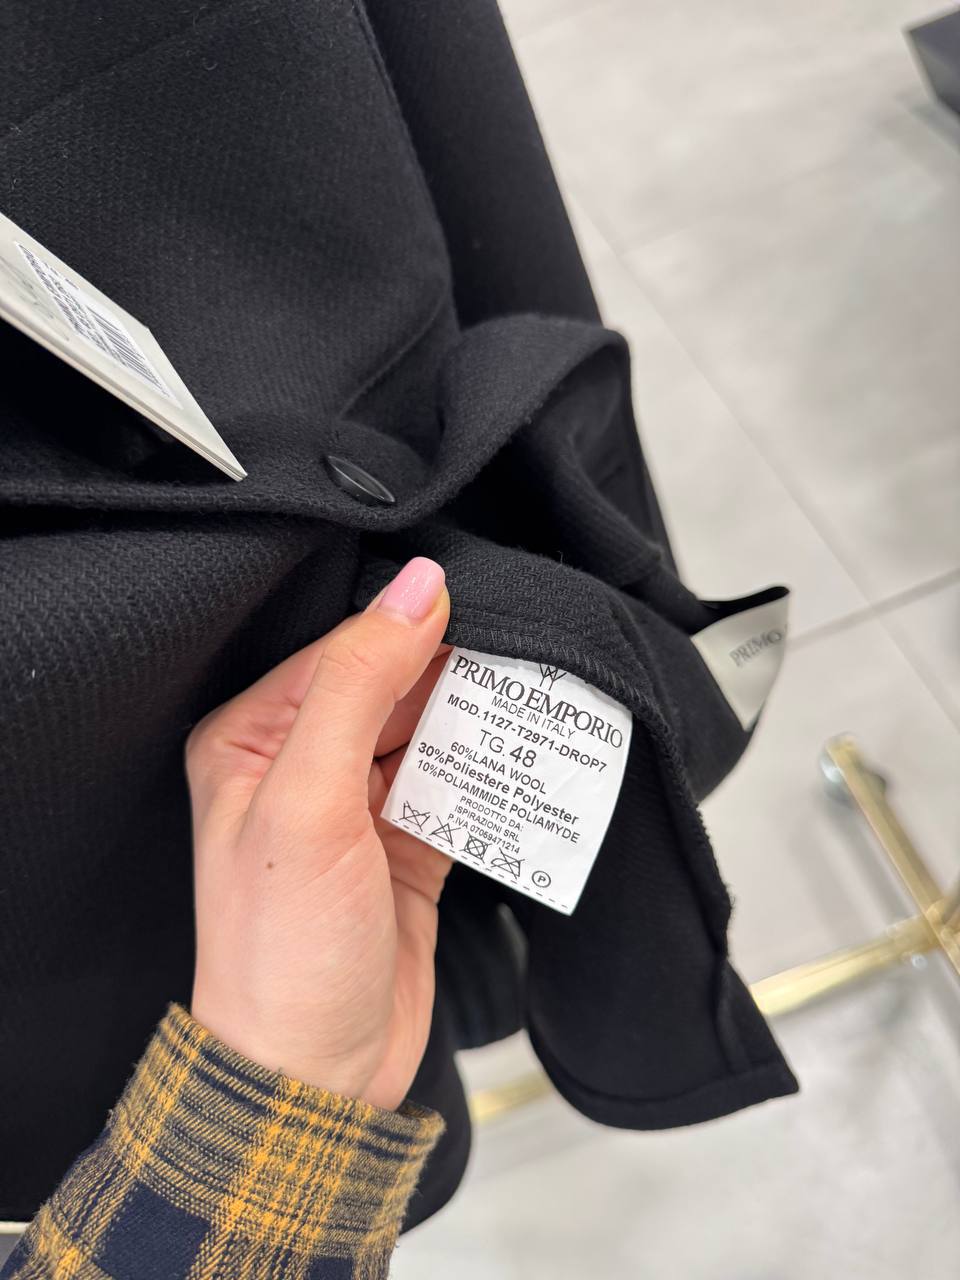 PRIMO EMPORIO
MADE IN ITALY
MOD.1127-T2971-DROP7
TG. 48
60%LANA WOOL
30%Poliestere Polyester
10%POLIAMMIDE POLIAMYDE
PRODOTTO DA:
ISPIRAZIONI SRL
P.IVA 07069471214
P
PRIMO